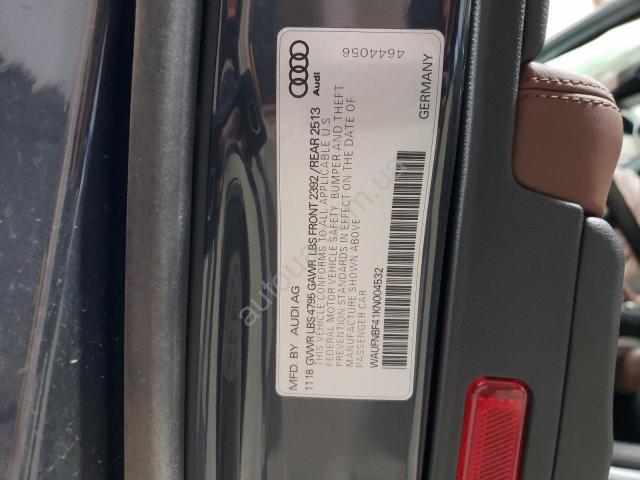 Audi
4644056
MFD. BY AUDI AG
GERMANY
11 18 GVWR LBS 4795 GAWR LBS FRONT 2392 / REAR 2513
THIS VEHICLE CONFORMS TO ALL APPLICABLE U.S.
FEDERAL MOTOR VEHICLE SAFETY, BUMPER AND THEFT
PREVENTION STANDARDS IN EFFECT ON THE DATE OF
MANUFACTURE SHOWN ABOVE
PASSENGER CAR
WAUFNBF41KN004532